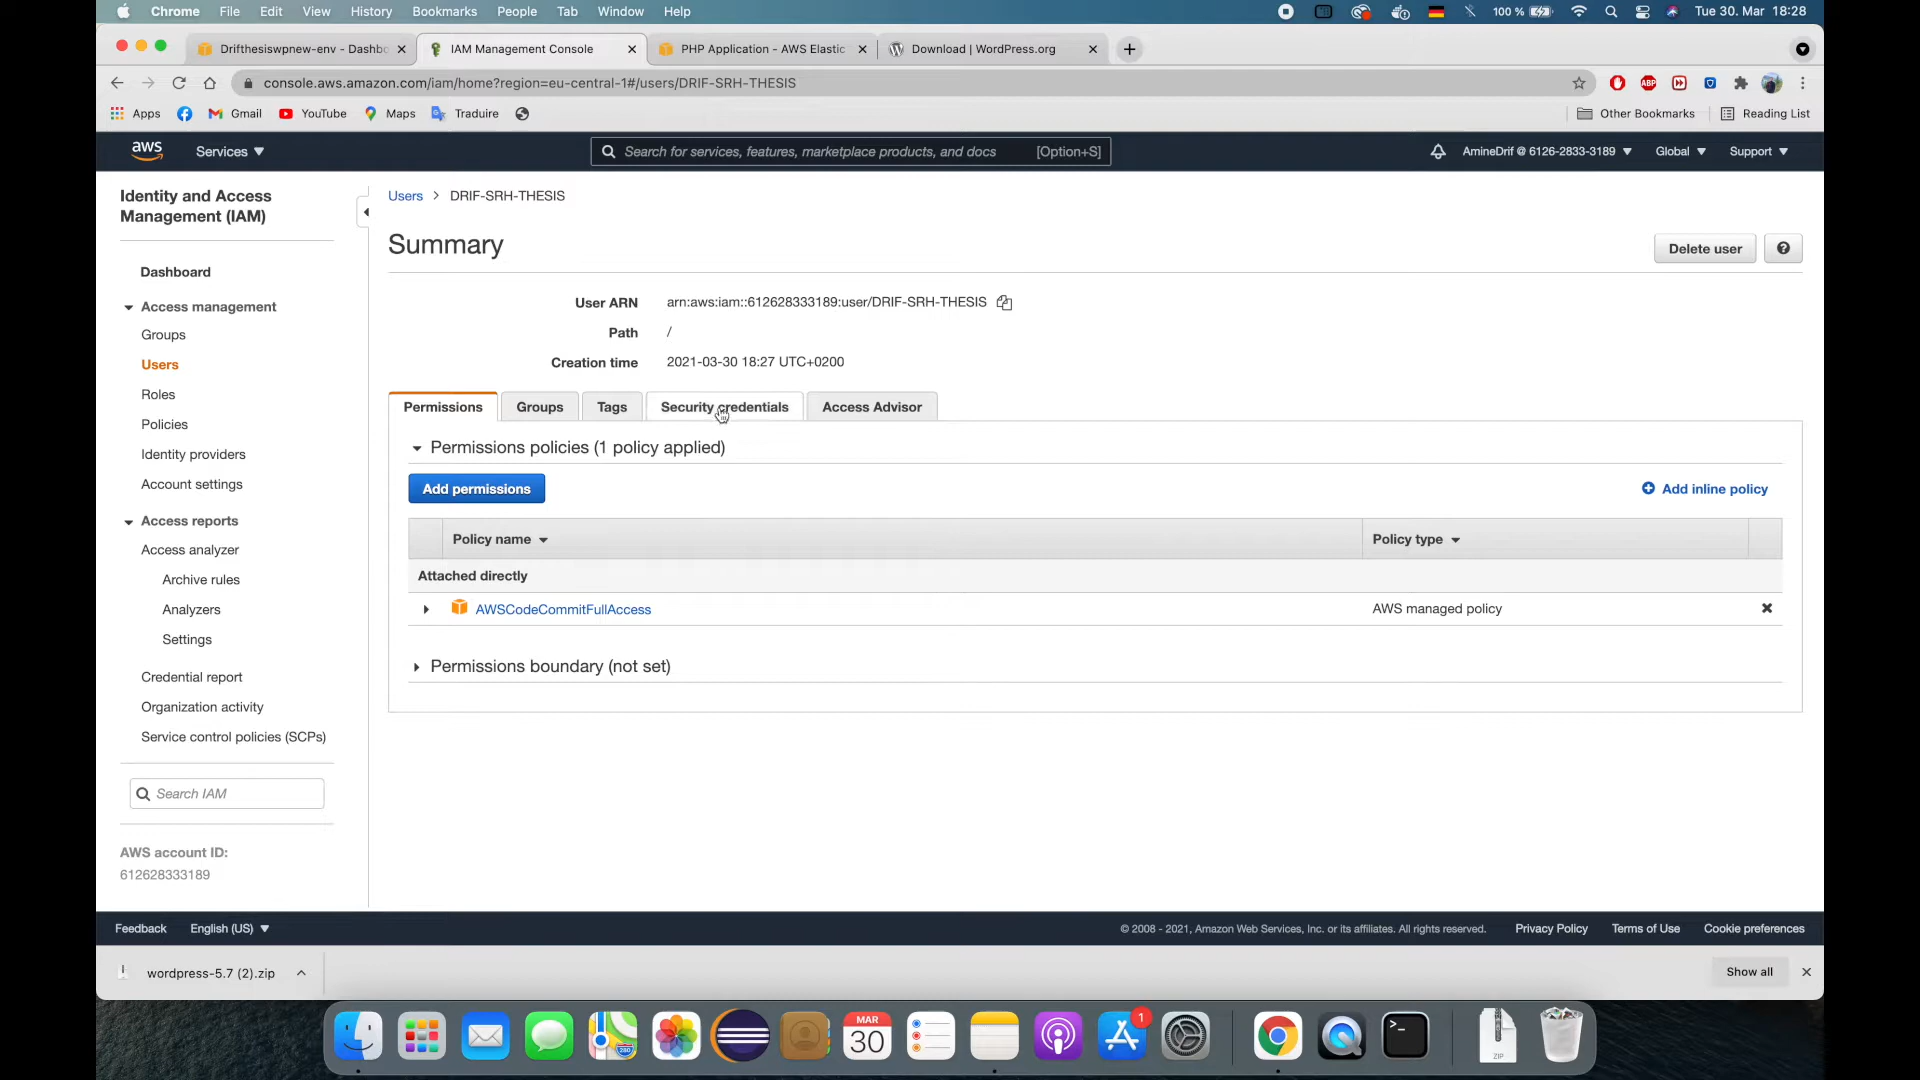 Chrome File Edit View History Bookmarks People Tab Window Help 100 % Tue 30. Mar 18:28
Drifthesiswpnew-env - Dashbo IAM Management Console PHP Application - AWS Elastic Download | WordPress.org
console.aws.amazon.com/iam/home?region=eu-central-1#/users/DRIF-SRH-THESIS ABP
Apps Gmail YouTube Maps Traduire Other Bookmarks Reading List
aws Services Search for services, features, marketplace products, and docs [Option+S] AmineDrif @ 6126-2833-3189 Global Support
Identity and Access
Management (IAM)
Dashboard
Access management
Groups
Users
Roles
Policies
Identity providers
Account settings
Access reports
Access analyzer
Archive rules
Analyzers
Settings
Credential report
Organization activity
Service control policies (SCPs)
Search IAM
AWS account ID:
612628333189
Users > DRIF-SRH-THESIS
Summary
Delete user
User ARN arn:aws:iam::612628333189:user/DRIF-SRH-THESIS
Path /
Creation time 2021-03-30 18:27 UTC+0200
Permissions Groups Tags Security credentials Access Advisor
Permissions policies (1 policy applied)
Add permissions Add inline policy
Policy name Policy type
Attached directly
AWSCodeCommitFullAccess AWS managed policy
Permissions boundary (not set)
Feedback English (US) © 2008 - 2021, Amazon Web Services, Inc. or its affiliates. All rights reserved. Privacy Policy Terms of Use Cookie preferences
wordpress-5.7 (2).zip Show all
MAR
30
1
280
>_
ZIP